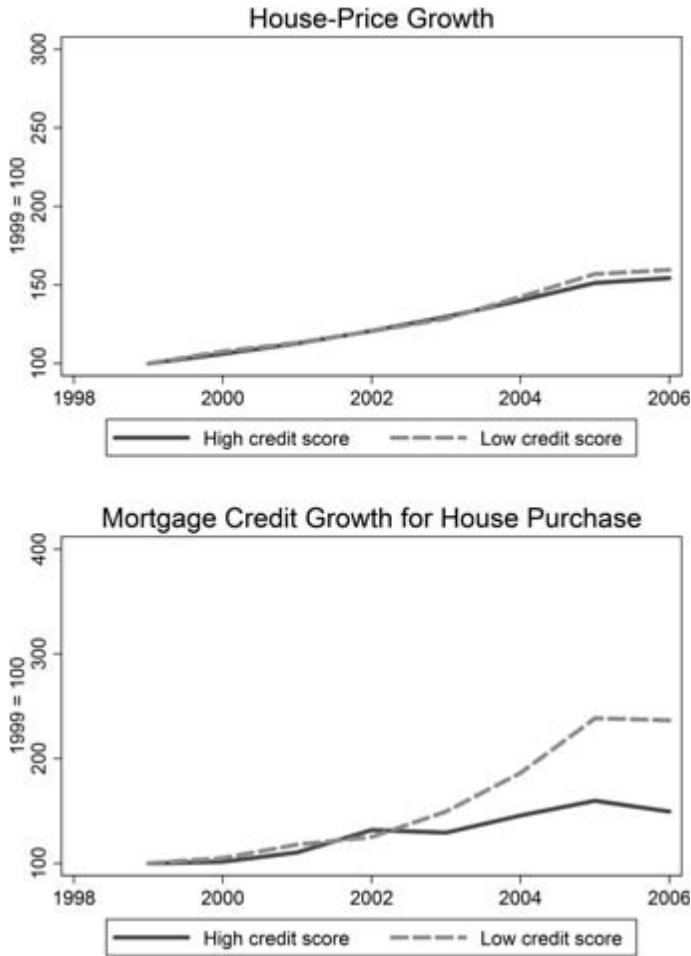 House-Price Growth
300
250
200
150
100
1999 = 100
1998 2000 2002 2004 2006
High credit score Low credit score
Mortgage Credit Growth for House Purchase
400
300
200
100
1999 = 100
1998 2000 2002 2004 2006
High credit score Low credit score